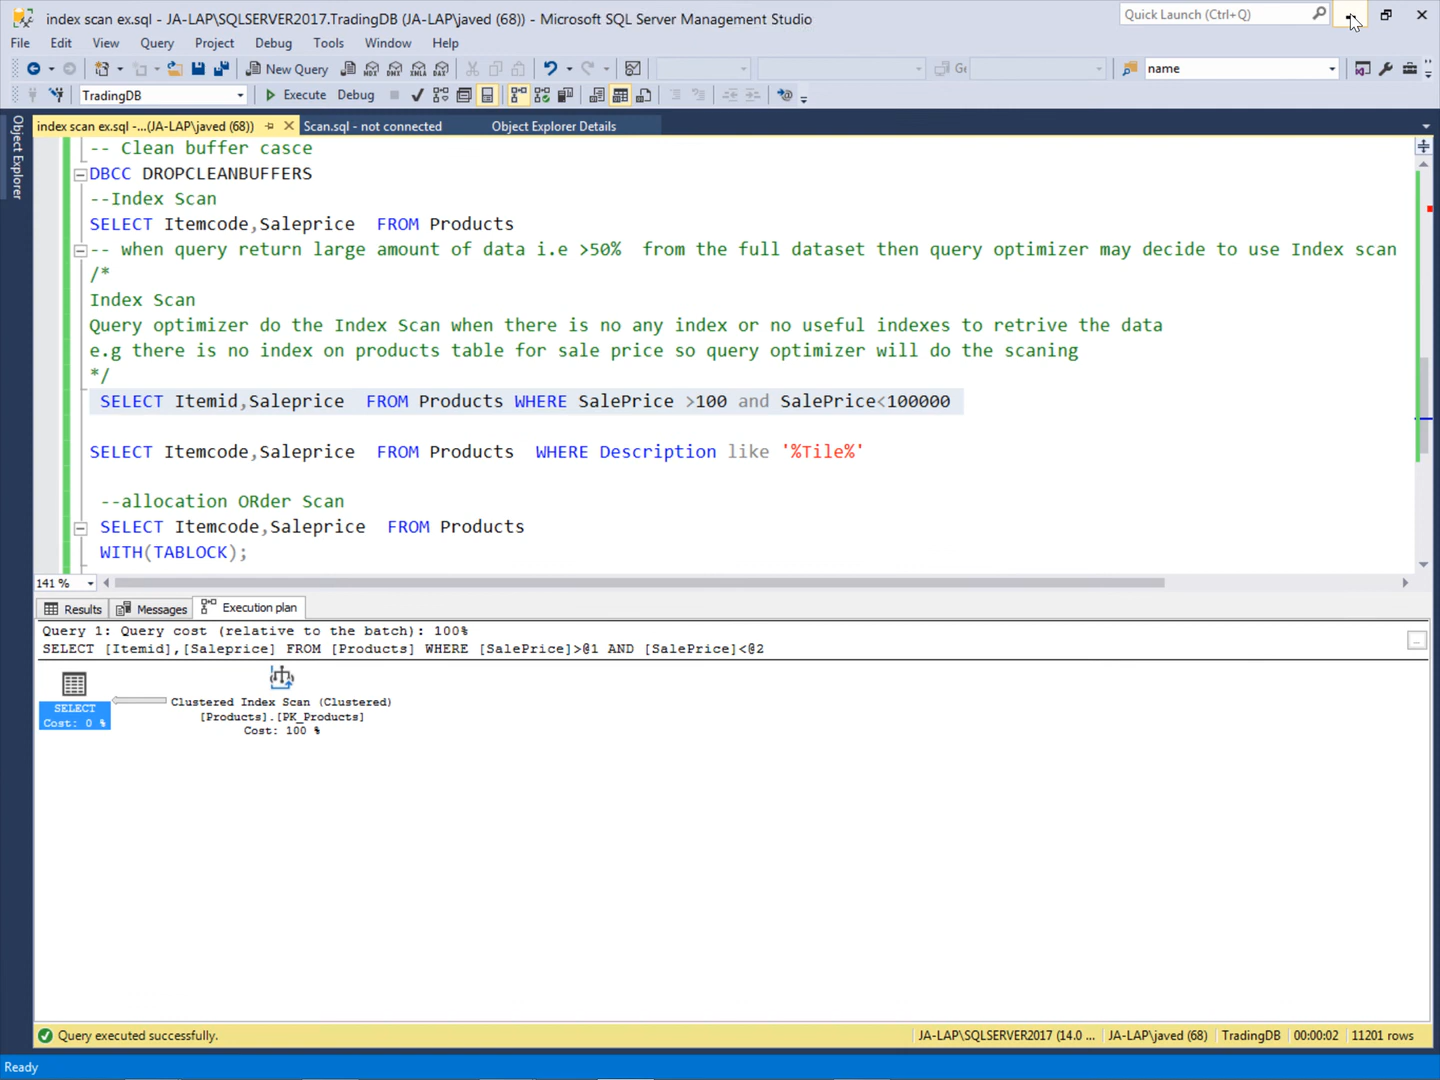 index scan ex.sql - JA-LAP\SQLSERVER2017.TradingDB (JA-LAP\javed (68)) - Microsoft SQL Server Management Studio
Quick Launch (Ctrl+Q)
File Edit View Query Project Debug Tools Window Help
New Query
name
TradingDB
Execute Debug
index scan ex.sql -...(JA-LAP\javed (68))
Scan.sql - not connected
Object Explorer Details
Object Explorer
-- Clean buffer casce
DBCC DROPCLEANBUFFERS
--Index Scan
SELECT Itemcode,Saleprice  FROM Products
-- when query return large amount of data i.e >50%  from the full dataset then query optimizer may decide to use Index scan
/*
Index Scan
Query optimizer do the Index Scan when there is no any index or no useful indexes to retrive the data
e.g there is no index on products table for sale price so query optimizer will do the scaning
*/
SELECT Itemid,Saleprice  FROM Products WHERE SalePrice >100 and SalePrice<100000
SELECT Itemcode,Saleprice  FROM Products  WHERE Description like '%Tile%'
--allocation ORder Scan
SELECT Itemcode,Saleprice  FROM Products
WITH(TABLOCK);
141 %
Results Messages Execution plan
Query 1: Query cost (relative to the batch): 100%
SELECT [Itemid],[Saleprice] FROM [Products] WHERE [SalePrice]>@1 AND [SalePrice]<@2
SELECT
Cost: 0 %
Clustered Index Scan (Clustered)
[Products].[PK_Products]
Cost: 100 %
Query executed successfully.
JA-LAP\SQLSERVER2017 (14.0 ...
JA-LAP\javed (68)
TradingDB
00:00:02
11201 rows
Ready